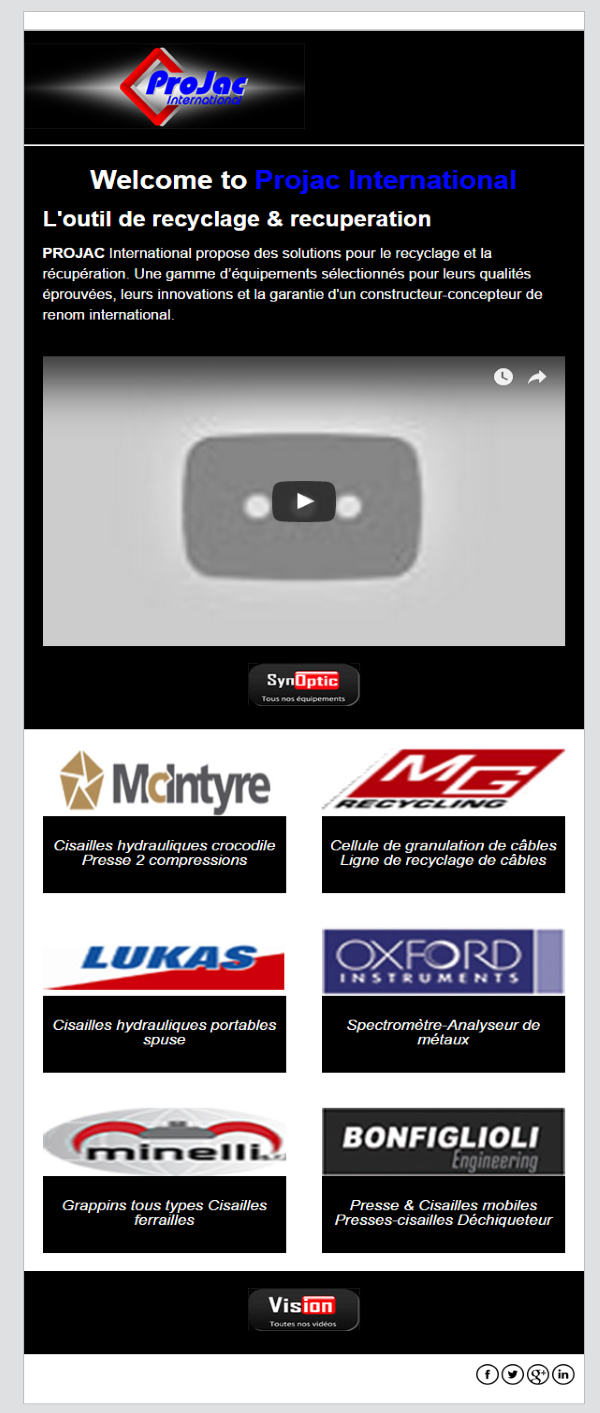 ProJac
International
Welcome to Projac International
L'outil de recyclage & recuperation
PROJAC International propose des solutions pour le recyclage et la
récupération. Une gamme d'équipements sélectionnés pour leurs qualités
éprouvées, leurs innovations et la garantie d'un constructeur-concepteur de
renom international.
SynOptic
Tous nos équipements
McIntyre
Cisailles hydrauliques crocodile
Presse 2 compressions
MG
RECYCLING
Cellule de granulation de câbles
Ligne de recyclage de câbles
LUKAS
Cisailles hydrauliques portables
spuse
OXFORD
INSTRUMENTS
Spectromètre-Analyseur de
métaux
minelli
Grappins tous types Cisailles
ferrailles
BONFIGLIOLI
Engineering
Presse & Cisailles mobiles
Presses-cisailles Déchiqueteur
Vision
Toutes nos vidéos
f
g+
in